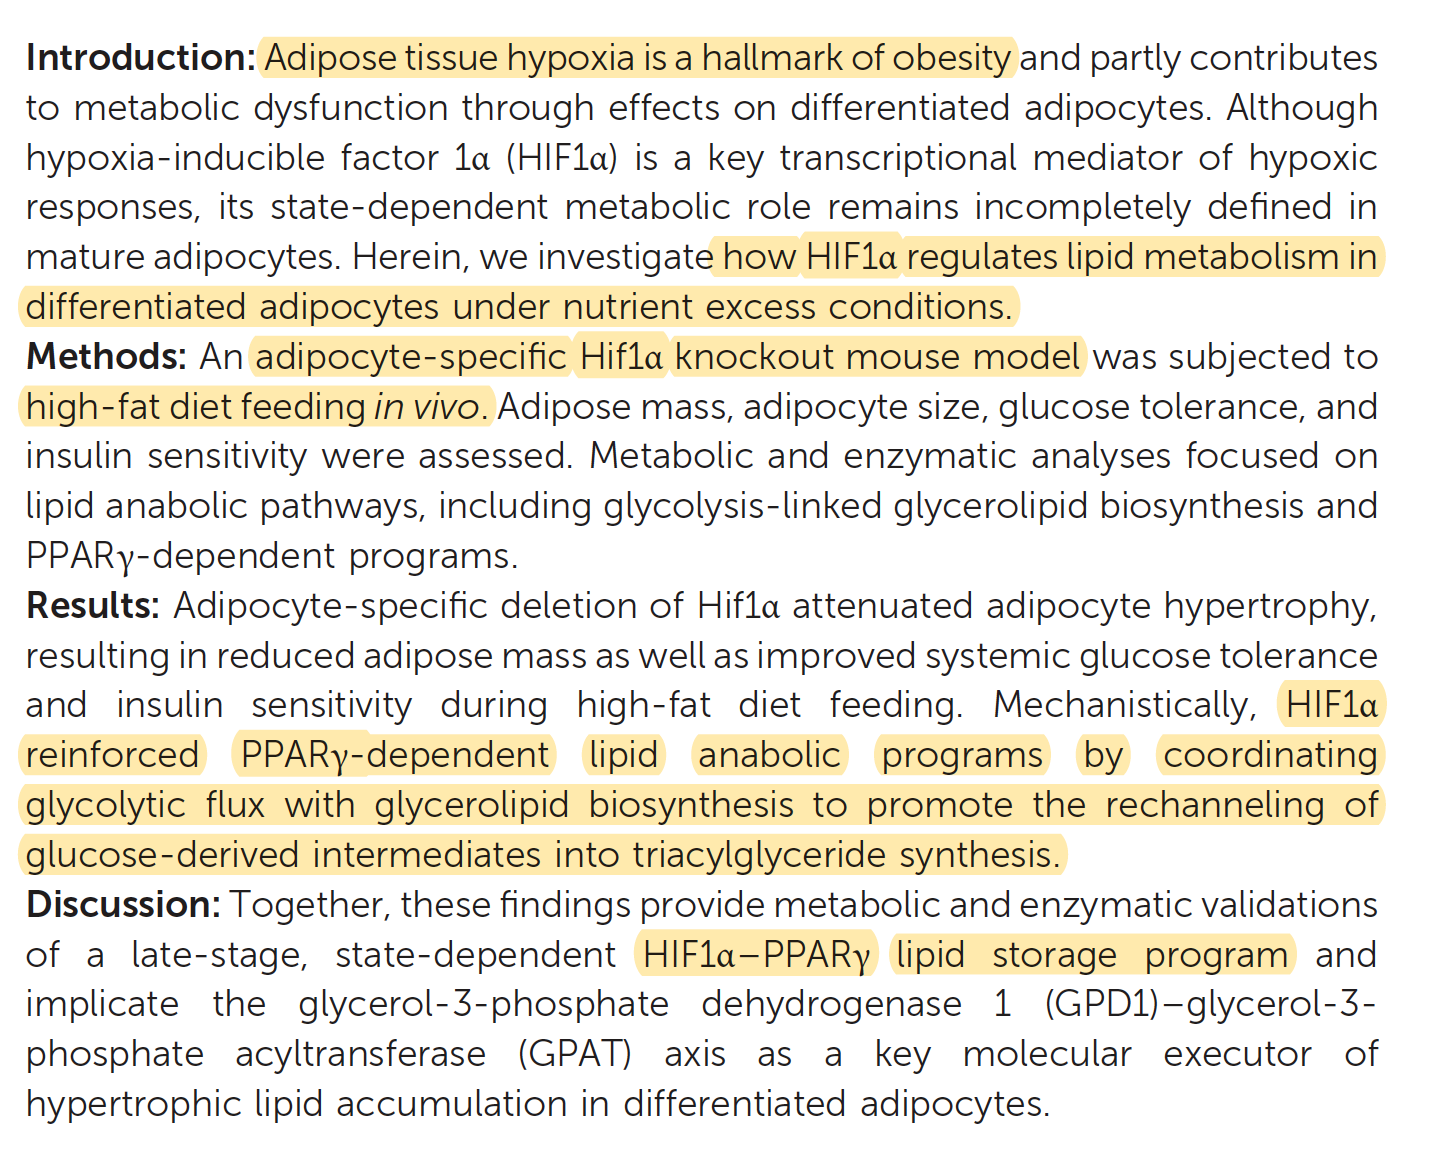 Introduction: Adipose tissue hypoxia is a hallmark of obesity and partly contributes
to metabolic dysfunction through effects on differentiated adipocytes. Although
hypoxia-inducible factor 1α (HIF1α) is a key transcriptional mediator of hypoxic
responses, its state-dependent metabolic role remains incompletely defined in
mature adipocytes. Herein, we investigate how HIF1α regulates lipid metabolism in
differentiated adipocytes under nutrient excess conditions.
Methods: An adipocyte-specific Hif1α knockout mouse model was subjected to
high-fat diet feeding in vivo. Adipose mass, adipocyte size, glucose tolerance, and
insulin sensitivity were assessed. Metabolic and enzymatic analyses focused on
lipid anabolic pathways, including glycolysis-linked glycerolipid biosynthesis and
PPARγ-dependent programs.
Results: Adipocyte-specific deletion of Hif1α attenuated adipocyte hypertrophy,
resulting in reduced adipose mass as well as improved systemic glucose tolerance
and insulin sensitivity during high-fat diet feeding. Mechanistically, HIF1α
reinforced PPARγ-dependent lipid anabolic programs by coordinating
glycolytic flux with glycerolipid biosynthesis to promote the rechanneling of
glucose-derived intermediates into triacylglyceride synthesis.
Discussion: Together, these findings provide metabolic and enzymatic validations
of a late-stage, state-dependent HIF1α–PPARγ lipid storage program and
implicate the glycerol-3-phosphate dehydrogenase 1 (GPD1)–glycerol-3-
phosphate acyltransferase (GPAT) axis as a key molecular executor of
hypertrophic lipid accumulation in differentiated adipocytes.